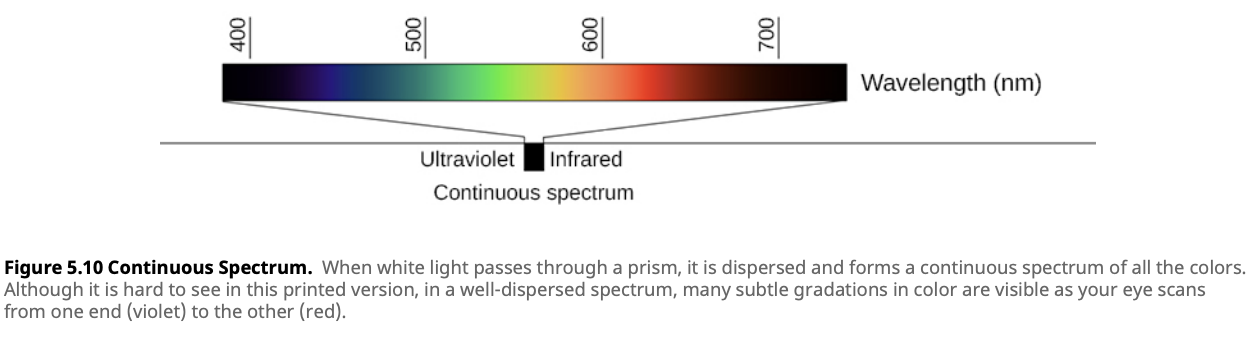 400
500
600
700
Wavelength (nm)
Ultraviolet Infrared
Continuous spectrum
Figure 5.10 Continuous Spectrum. When white light passes through a prism, it is dispersed and forms a continuous spectrum of all the colors.
Although it is hard to see in this printed version, in a well-dispersed spectrum, many subtle gradations in color are visible as your eye scans
from one end (violet) to the other (red).